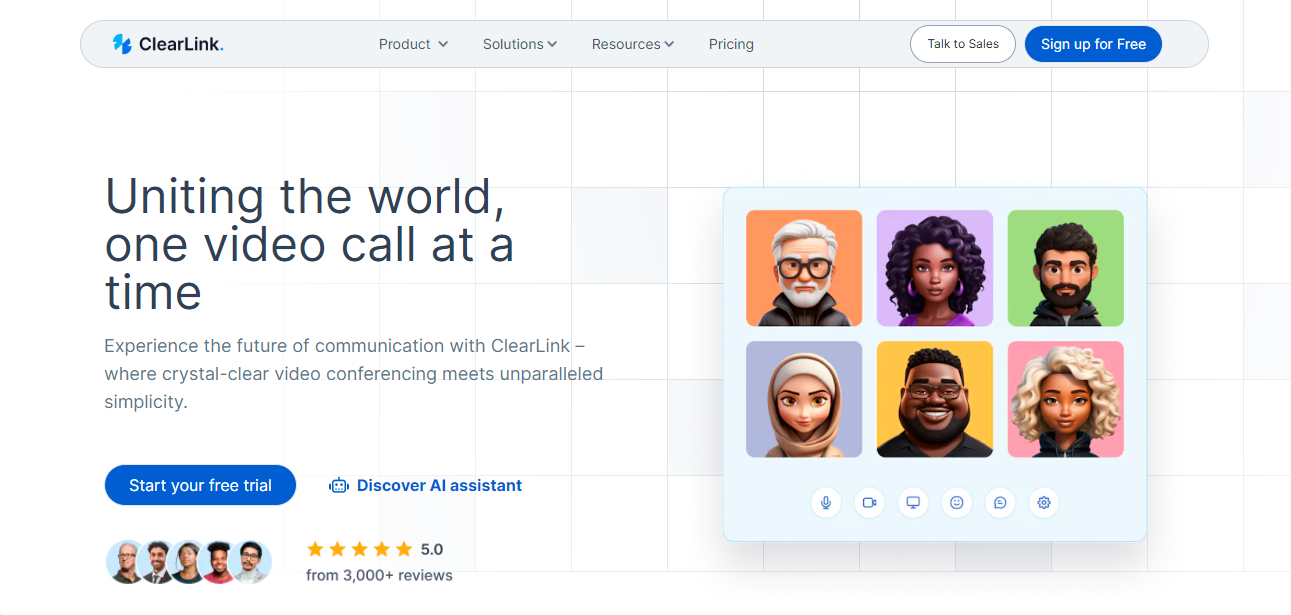 ClearLink.
Product
Solutions
Resources
Pricing
Talk to Sales
Sign up for Free
Uniting the world,
one video call at a
time
Experience the future of communication with ClearLink –
where crystal-clear video conferencing meets unparalleled
simplicity.
Start your free trial
Discover AI assistant
5.0
from 3,000+ reviews